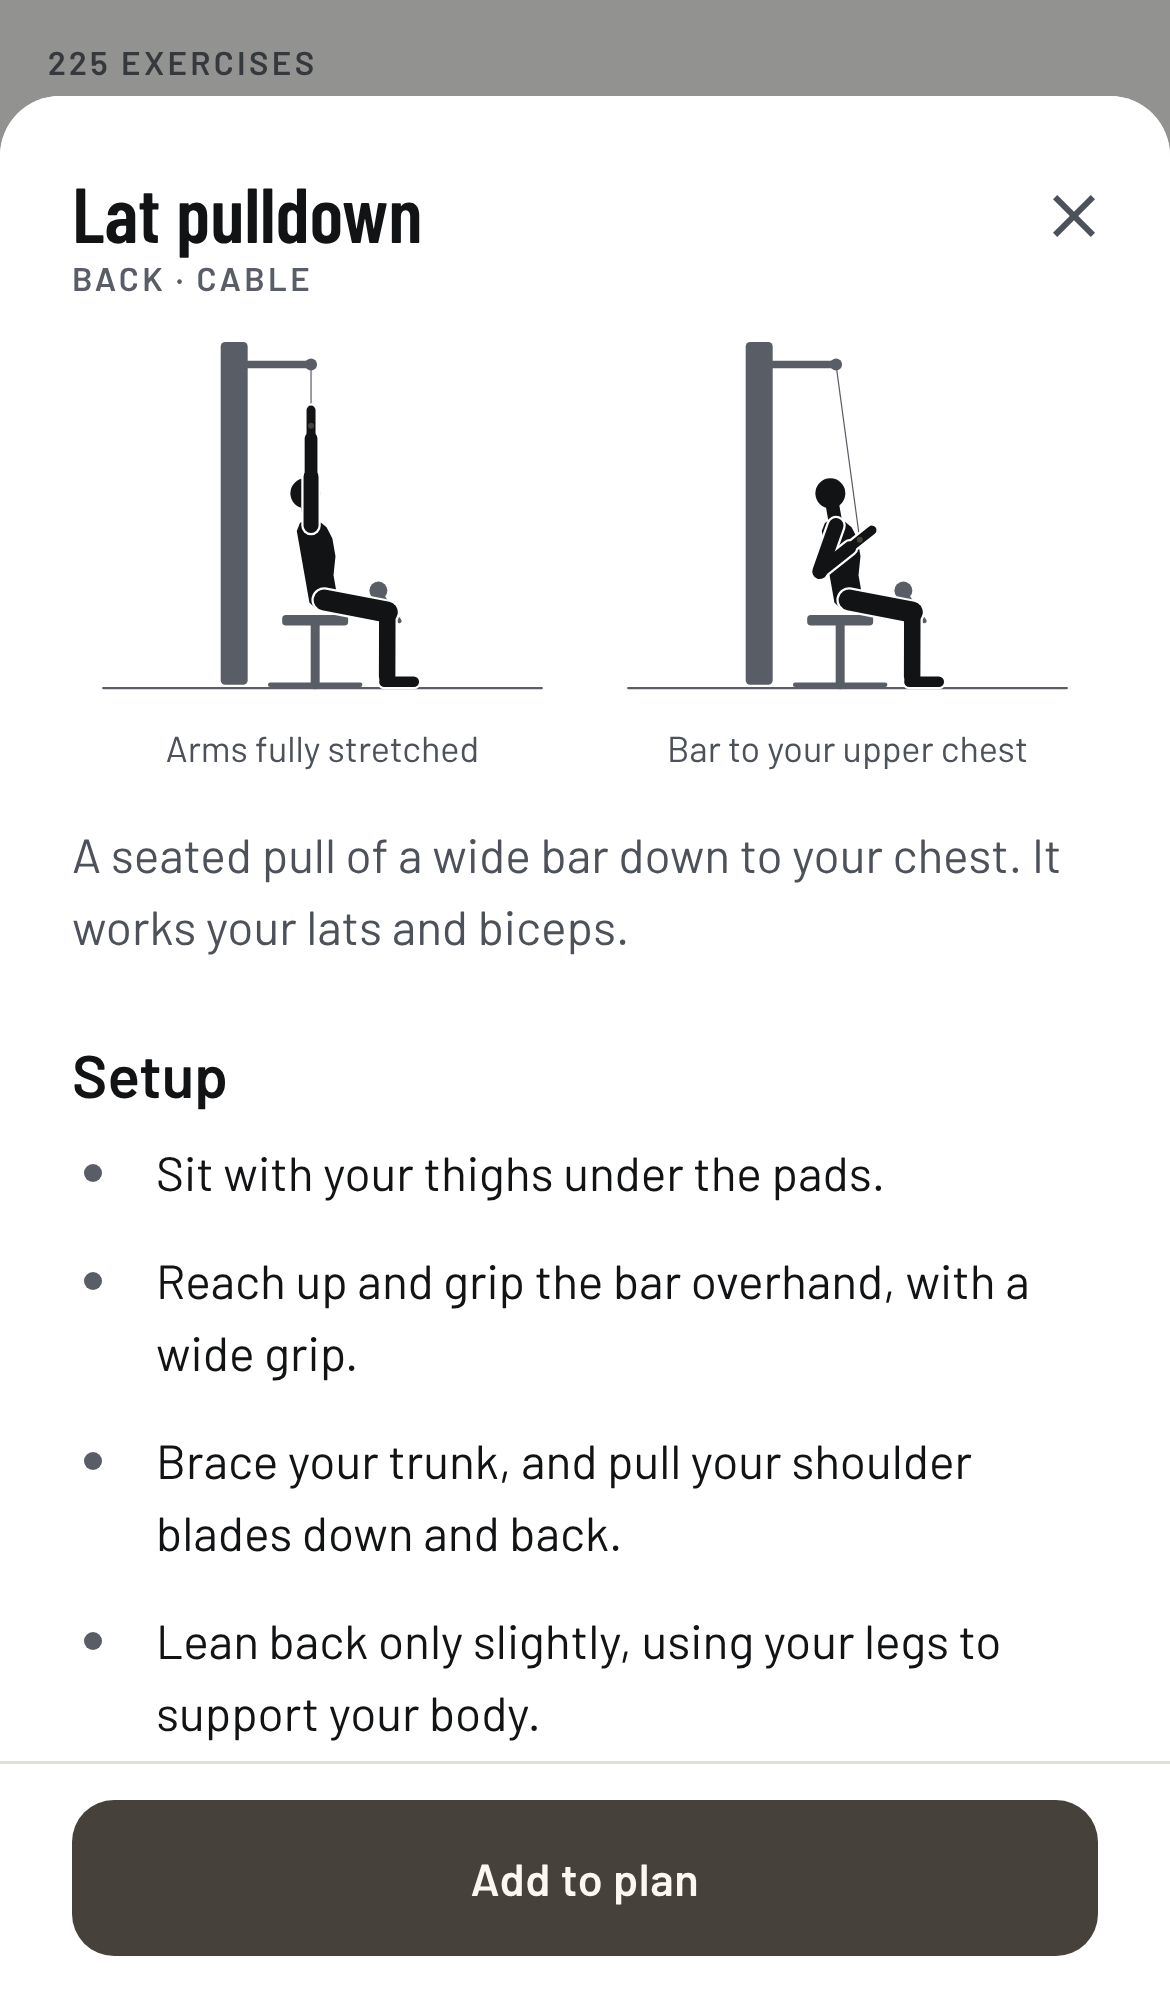 225 EXERCISES
Lat pulldown
BACK · CABLE
Arms fully stretched
Bar to your upper chest
A seated pull of a wide bar down to your chest. It
works your lats and biceps.
Setup
• Sit with your thighs under the pads.
• Reach up and grip the bar overhand, with a
wide grip.
• Brace your trunk, and pull your shoulder
blades down and back.
• Lean back only slightly, using your legs to
support your body.
Add to plan